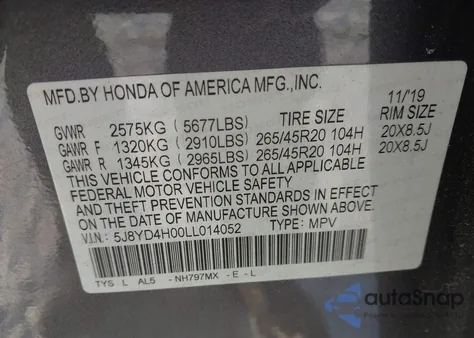 MFD.BY HONDA OF AMERICA MFG.,INC.
11/19
TIRE SIZE RIM SIZE
GVWR 2575KG (5677LBS)
GAWR F 1320KG (2910LBS) 265/45R20 104H 20X8.5J
GAWR R 1345KG (2965LBS) 265/45R20 104H 20X8.5J
THIS VEHICLE CONFORMS TO ALL APPLICABLE
FEDERAL MOTOR VEHICLE SAFETY
AND THEFT PREVENTION STANDARDS IN EFFECT
ON THE DATE OF MANUFACTURE SHOWN ABOVE.
V.I.N: 5J8YD4H00LL014052 TYPE: MPV
TYS L AL5 -NH797MX -E-L
autoSnap